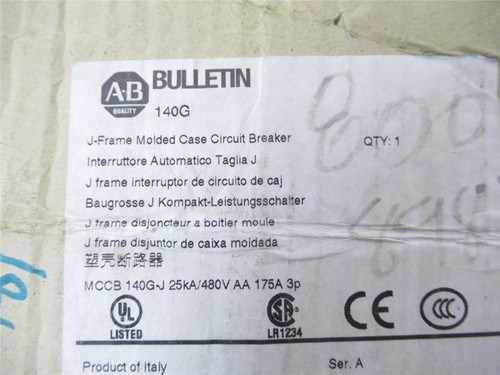 A-B BULLETIN
QUALITY 140G
J-Frame Molded Case Circuit Breaker QTY: 1
Interruttore Automatico Taglia J
J frame interruptor de circuito de caj
Baugrosse J Kompakt-Leistungsschalter
J frame disjoncteur a boitier moule
J frame disjuntor de caixa moldada
塑壳断路器
MCCB 140G-J 25kA/480V AA 175A 3p
UL LISTED SA LR1234 CE CCC
Product of Italy Ser. A